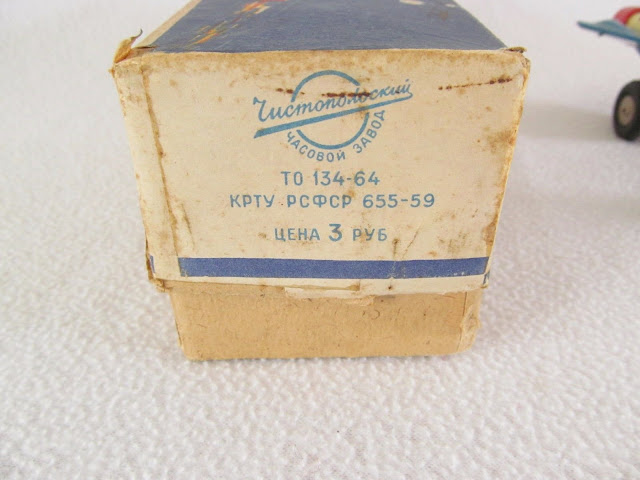 Чистопольский
ЧАСОВОЙ ЗАВОД
ТО 134-64
КРТУ РСФСР 655-59
ЦЕНА 3 РУБ